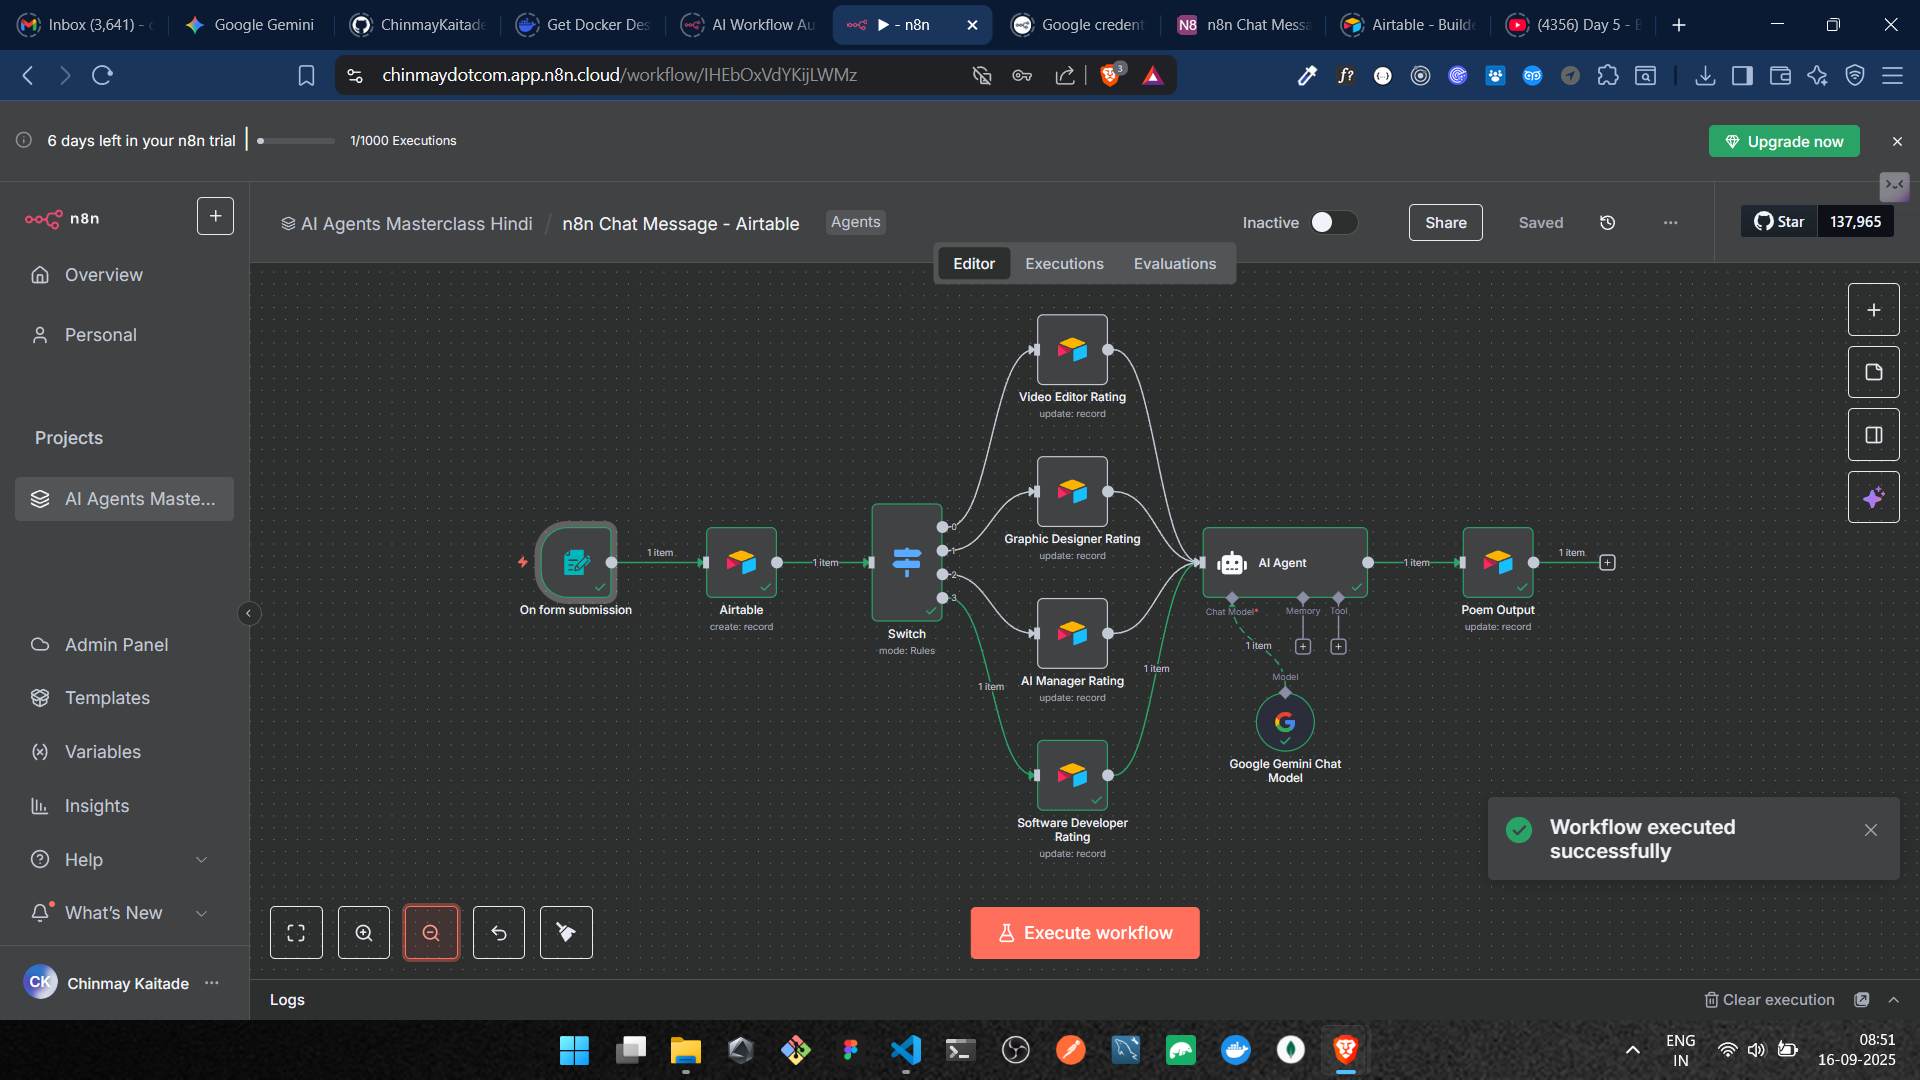 Inbox (3,641) - c
Google Gemini
ChinmayKaitade
Get Docker Des
AI Workflow Au
▶ - n8n
Google credent
N8
n8n Chat Messa
Airtable - Builde
(4356) Day 5 - B
chinmaydotcom.app.n8n.cloud/workflow/IHEbOxVdYKijLWMz
3
f?
6 days left in your n8n trial
1/1000 Executions
Upgrade now
n8n
AI Agents Masterclass Hindi / n8n Chat Message - Airtable
Agents
Inactive
Share
Saved
Star
137,965
Editor
Executions
Evaluations
Overview
Personal
Projects
AI Agents Maste...
Admin Panel
Templates
Variables
Insights
Help
What's New
CK
Chinmay Kaitade
Video Editor Rating
update: record
Graphic Designer Rating
update: record
AI Manager Rating
update: record
Software Developer
Rating
update: record
On form submission
1 item
Airtable
create: record
1 item
Switch
mode: Rules
0
1
2
3
1 item
1 item
AI Agent
Chat Model*
Memory
Tool
1 item
Model
Google Gemini Chat
Model
1 item
Poem Output
update: record
1 item
Workflow executed
successfully
Execute workflow
Logs
Clear execution
ENG
IN
08:51
16-09-2025